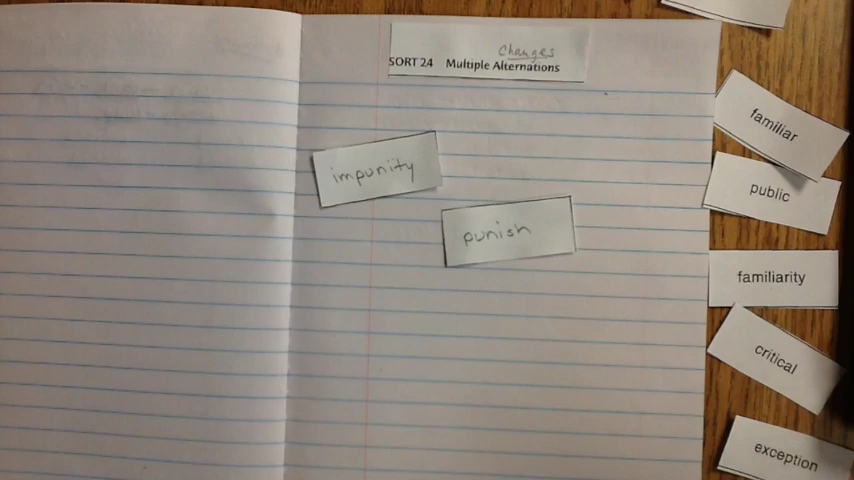 Changes
SORT 24 Multiple Alternations
impunity
punish
familiar
public
familiarity
critical
exception